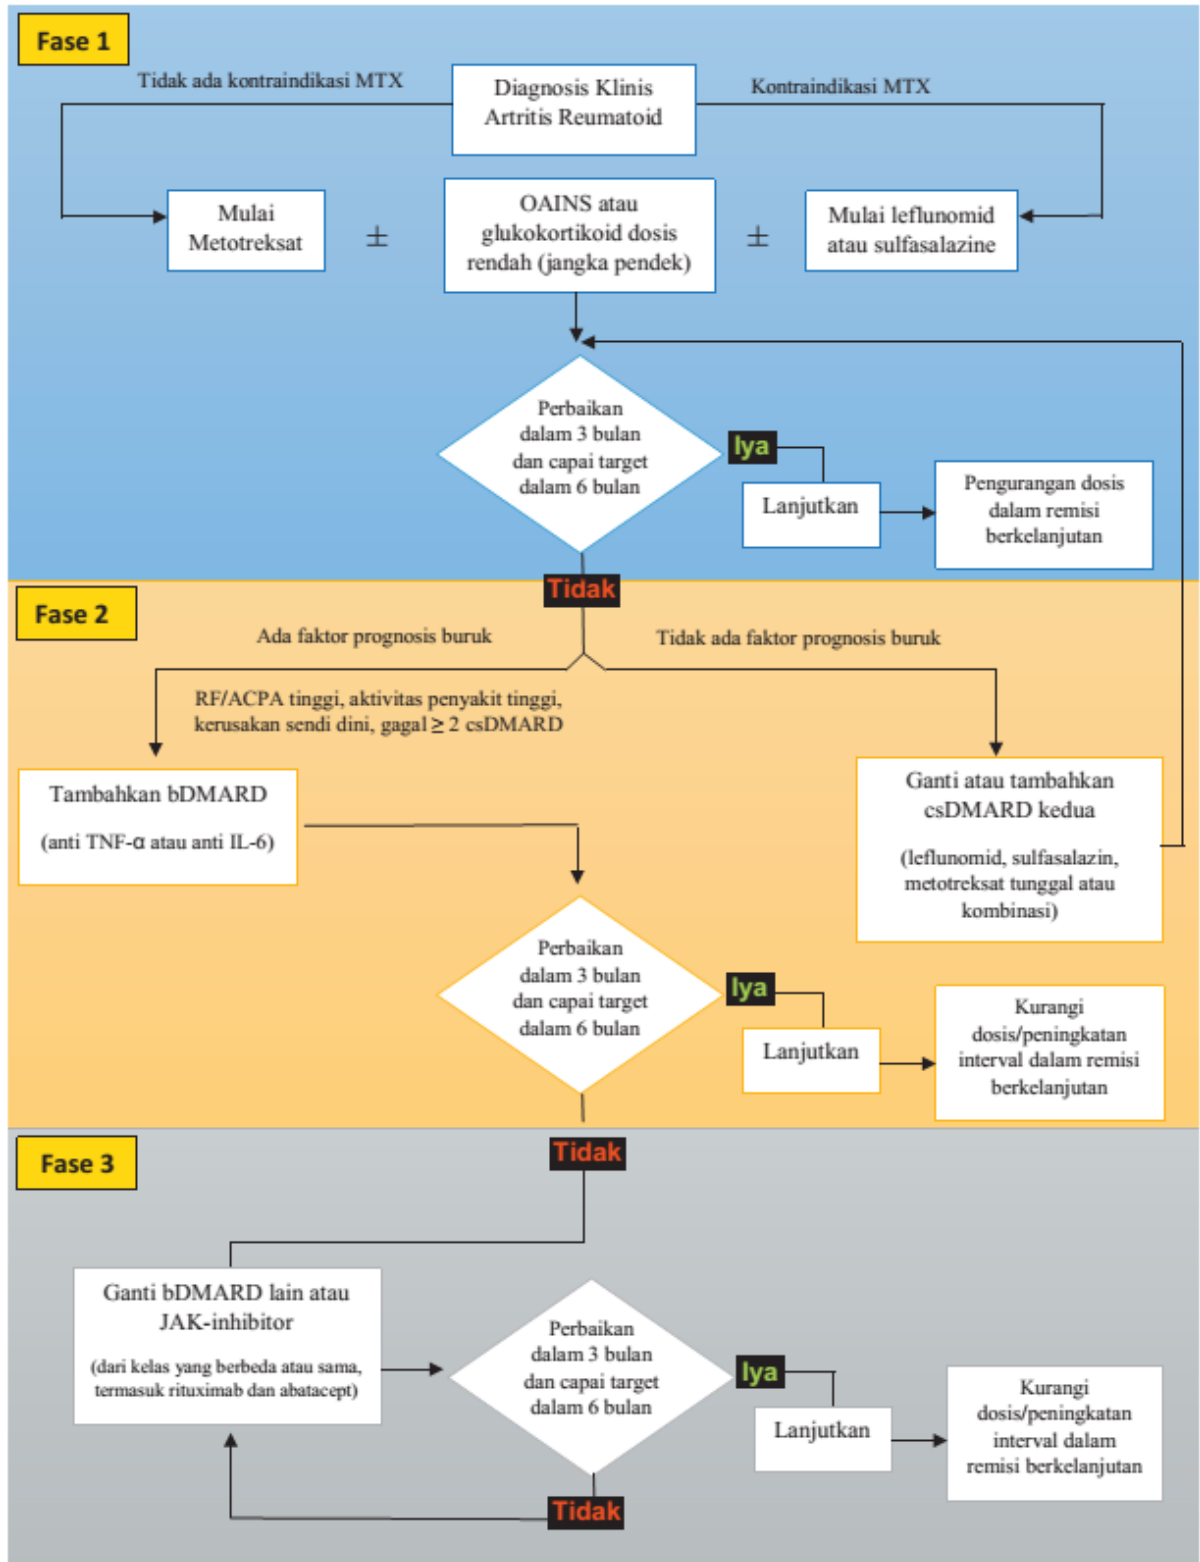 Fase 1
Tidak ada kontraindikasi MTX
Diagnosis Klinis
Artritis Reumatoid
Kontraindikasi MTX
Mulai
Metotreksat
±
OAINS atau
glukokortikoid dosis
rendah (jangka pendek)
±
Mulai leflunomid
atau sulfasalazine
Perbaikan
dalam 3 bulan
dan capai target
dalam 6 bulan
Iya
Lanjutkan
Pengurangan dosis
dalam remisi
berkelanjutan
Tidak
Fase 2
Ada faktor prognosis buruk
Tidak ada faktor prognosis buruk
RF/ACPA tinggi, aktivitas penyakit tinggi,
kerusakan sendi dini, gagal ≥ 2 csDMARD
Tambahkan bDMARD
(anti TNF-α atau anti IL-6)
Ganti atau tambahkan
csDMARD kedua
(leflunomid, sulfasalazin,
metotreksat tunggal atau
kombinasi)
Perbaikan
dalam 3 bulan
dan capai target
dalam 6 bulan
Iya
Lanjutkan
Kurangi
dosis/peningkatan
interval dalam remisi
berkelanjutan
Tidak
Fase 3
Ganti bDMARD lain atau
JAK-inhibitor
(dari kelas yang berbeda atau sama,
termasuk rituximab dan abatacept)
Perbaikan
dalam 3 bulan
dan capai target
dalam 6 bulan
Iya
Lanjutkan
Kurangi
dosis/peningkatan
interval dalam
remisi berkelanjutan
Tidak